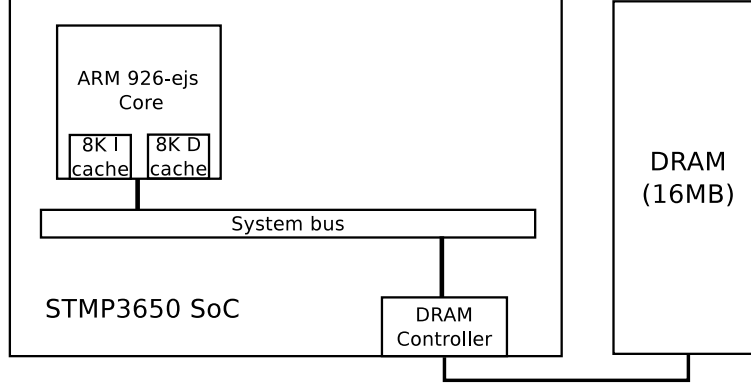 ARM 926-ejs
Core
8K I
cache
8K D
cache
System bus
STMP3650 SoC
DRAM
Controller
DRAM
(16MB)